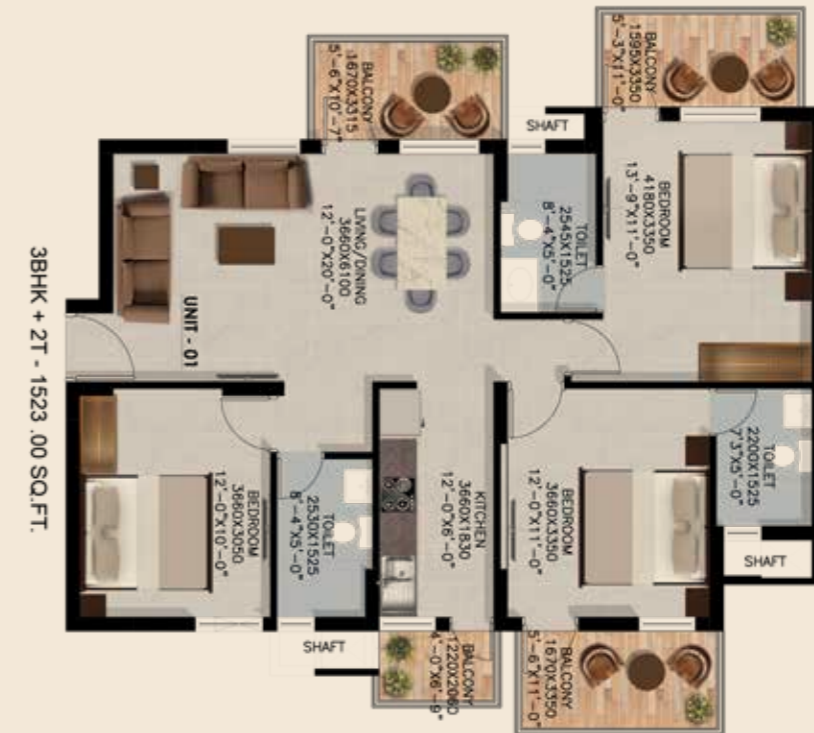 BALCONY
1595X3350
5'-3"X11'-0"
BALCONY
1670X3315
5'-6"X10'-7"
SHAFT
BEDROOM
4180X3350
13'-9"X11'-0"
TOILET
2545X1525
8'-4"X5'-0"
LIVING/DINING
3660X6100
12'-0"X20'-0"
UNIT - 01
3BHK + 2T - 1523 .00 SQ.FT.
TOILET
2200X1525
7'3"X5'-0"
BEDROOM
3660X3350
12'-0"X11'-0"
KITCHEN
3660X1830
12'-0"X6'-0"
TOILET
2530X1525
8'-4"X5'-0"
BEDROOM
3660X3050
12'-0"X10'-0"
SHAFT
SHAFT
BALCONY
1220X2060
4'-0"X6'-9"
BALCONY
1670X3350
5'-6"X11'-0"